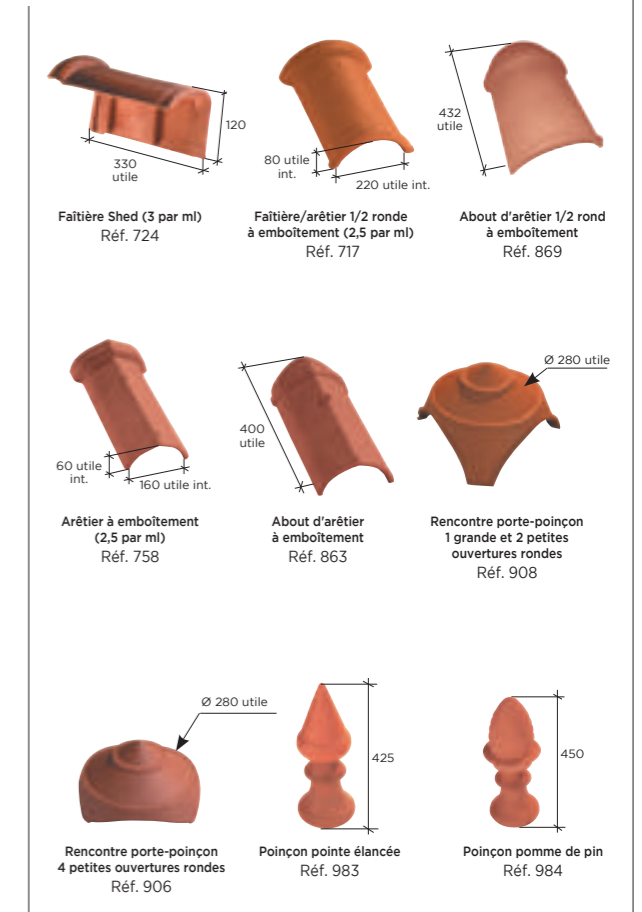 120
330
utile
Faîtière Shed (3 par ml)
Réf. 724
80 utile
int.
220 utile int.
Faîtière/arêtier 1/2 ronde
à emboîtement (2,5 par ml)
Réf. 717
432
utile
About d'arêtier 1/2 rond
à emboîtement
Réf. 869
60 utile
int.
160 utile int.
Arêtier à emboîtement
(2,5 par ml)
Réf. 758
400
utile
About d'arêtier
à emboîtement
Réf. 863
Ø 280 utile
Rencontre porte-poinçon
1 grande et 2 petites
ouvertures rondes
Réf. 908
Ø 280 utile
Rencontre porte-poinçon
4 petites ouvertures rondes
Réf. 906
425
Poinçon pointe élancée
Réf. 983
450
Poinçon pomme de pin
Réf. 984